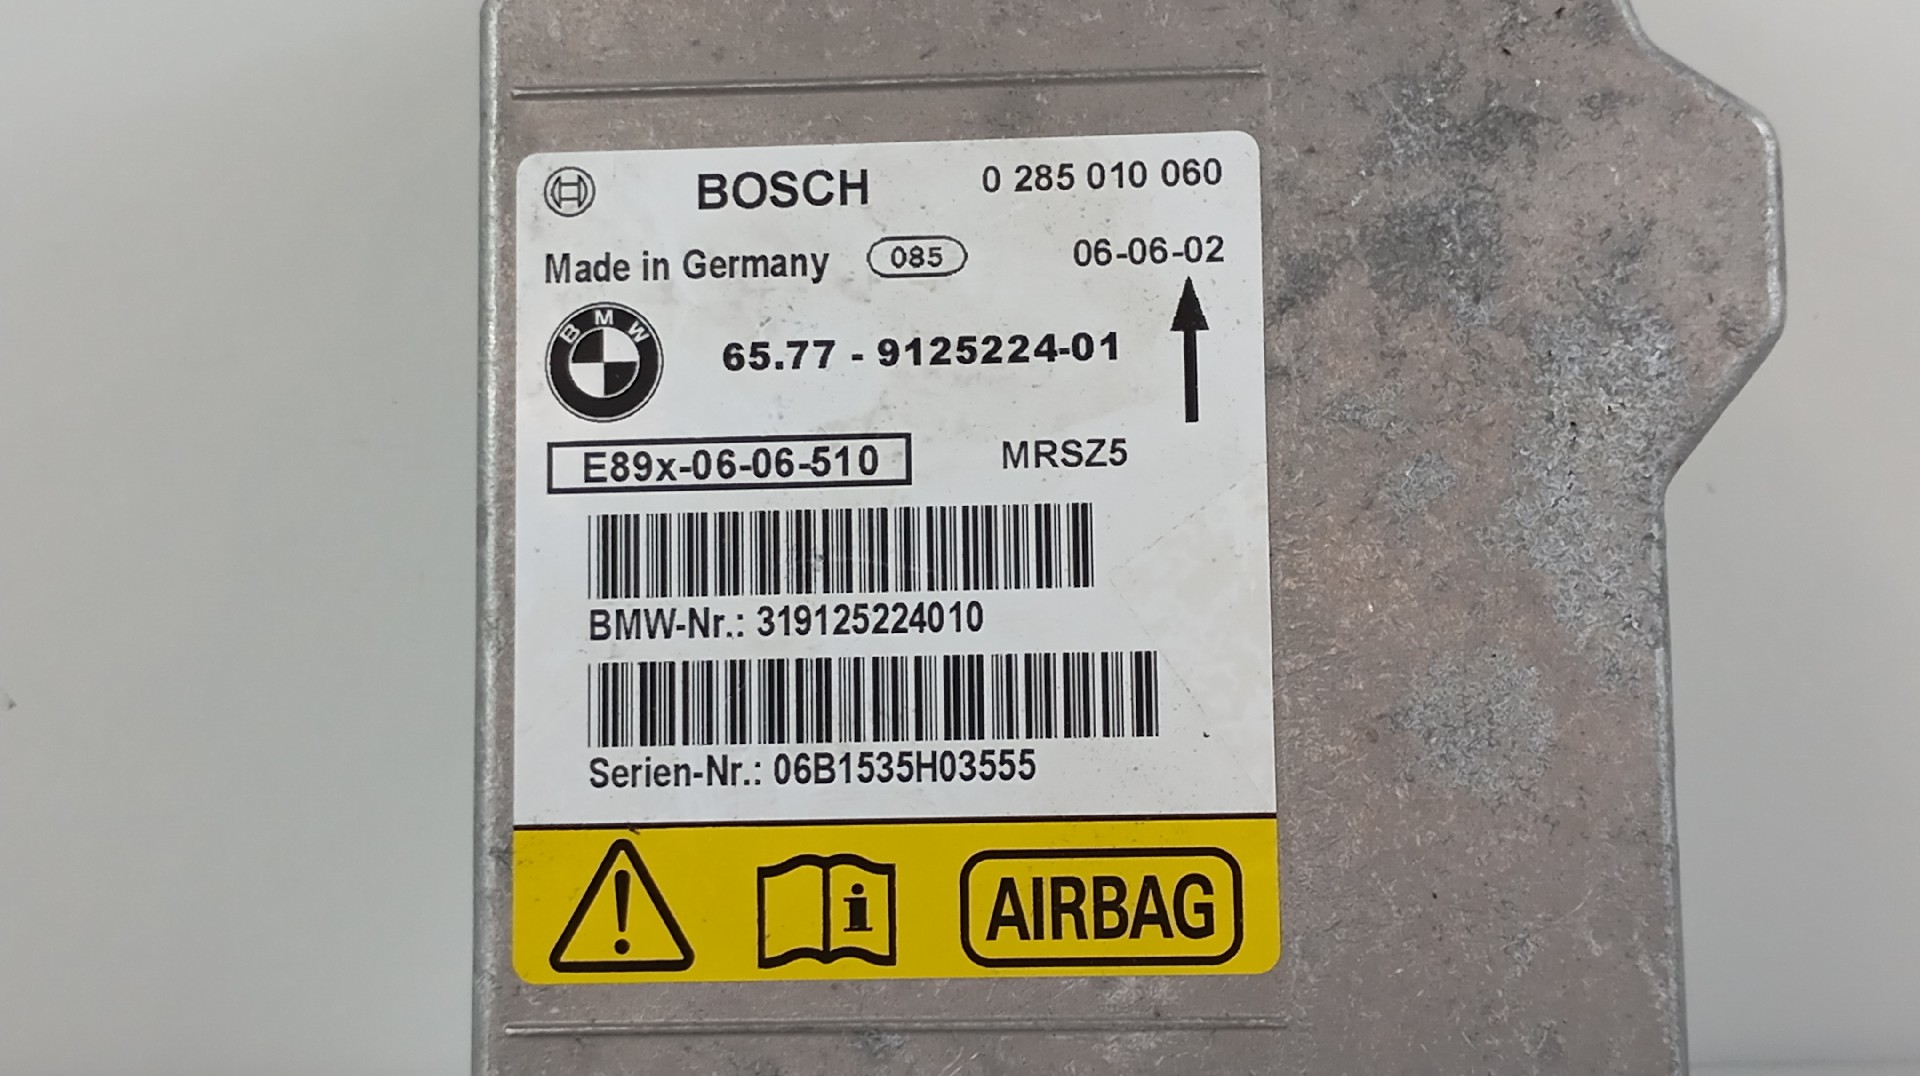 BOSCH 0 285 010 060
Made in Germany 085 06-06-02
BMW
65.77 - 9125224-01
E89x-06-06-510 MRSZ5
BMW-Nr.: 319125224010
Serien-Nr.: 06B1535H03555
AIRBAG